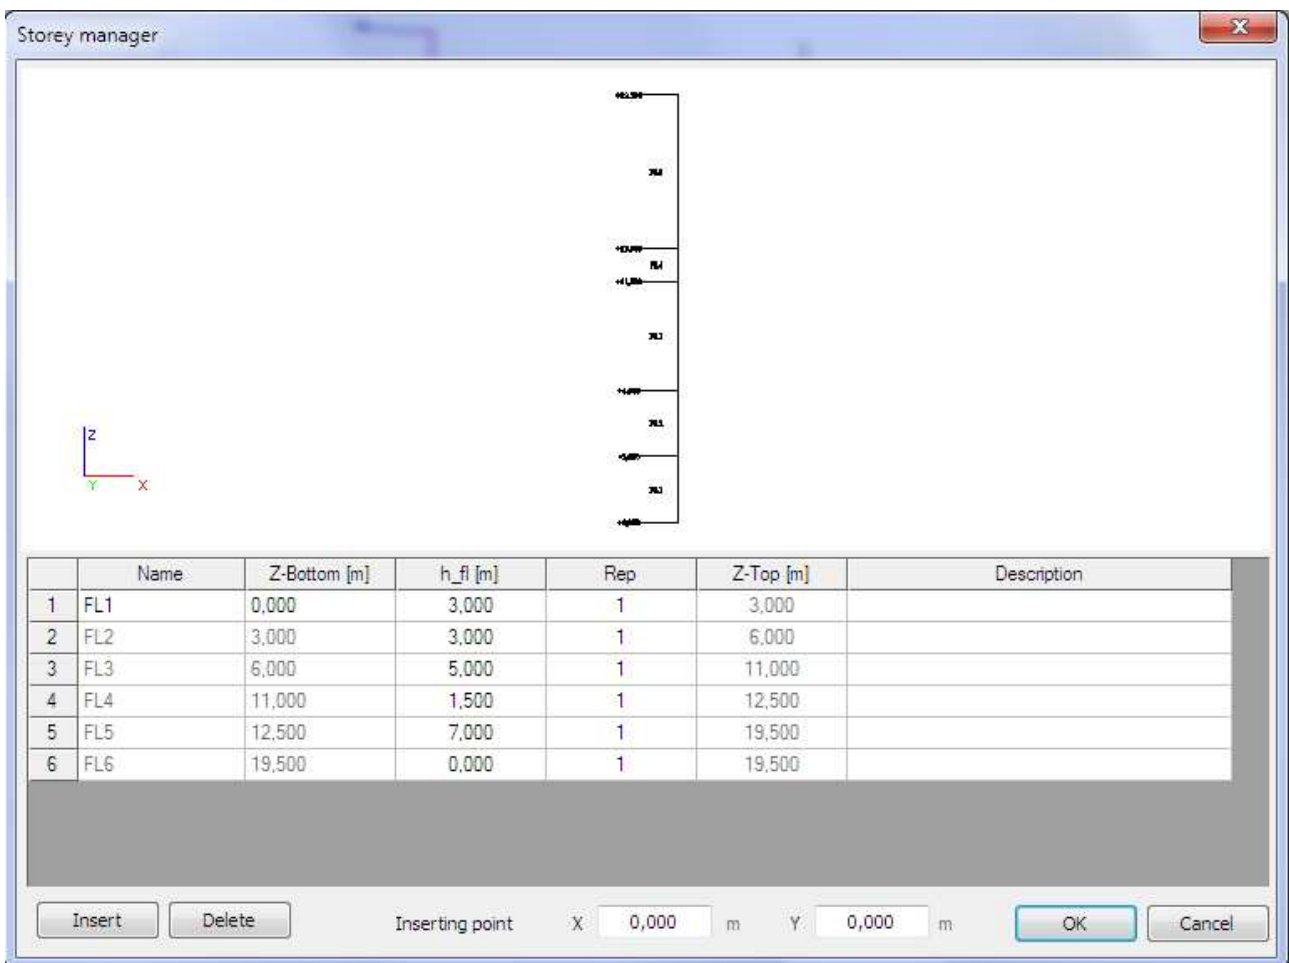 Storey manager
Z
Y X
Name Z-Bottom [m] h_fl [m] Rep Z-Top [m] Description
1 FL1 0,000 3,000 1 3,000
2 FL2 3,000 3,000 1 6,000
3 FL3 6,000 5,000 1 11,000
4 FL4 11,000 1,500 1 12,500
5 FL5 12,500 7,000 1 19,500
6 FL6 19,500 0,000 1 19,500
Insert Delete Inserting point X 0,000 m Y 0,000 m OK Cancel